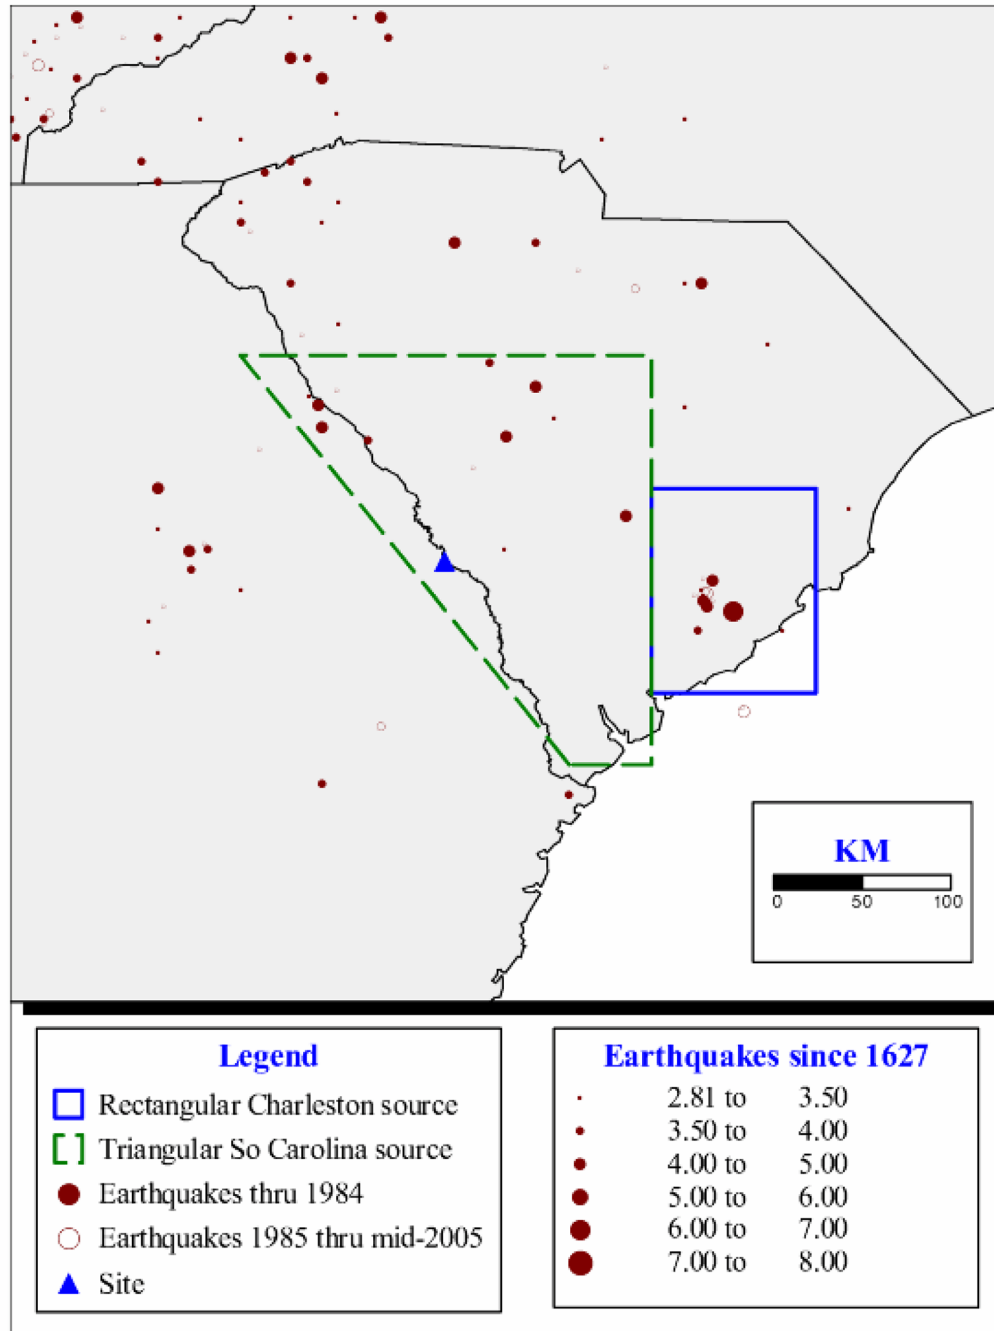 KM
0 50 100
Legend
Rectangular Charleston source
Triangular So Carolina source
Earthquakes thru 1984
Earthquakes 1985 thru mid-2005
Site
Earthquakes since 1627
2.81 to 3.50
3.50 to 4.00
4.00 to 5.00
5.00 to 6.00
6.00 to 7.00
7.00 to 8.00